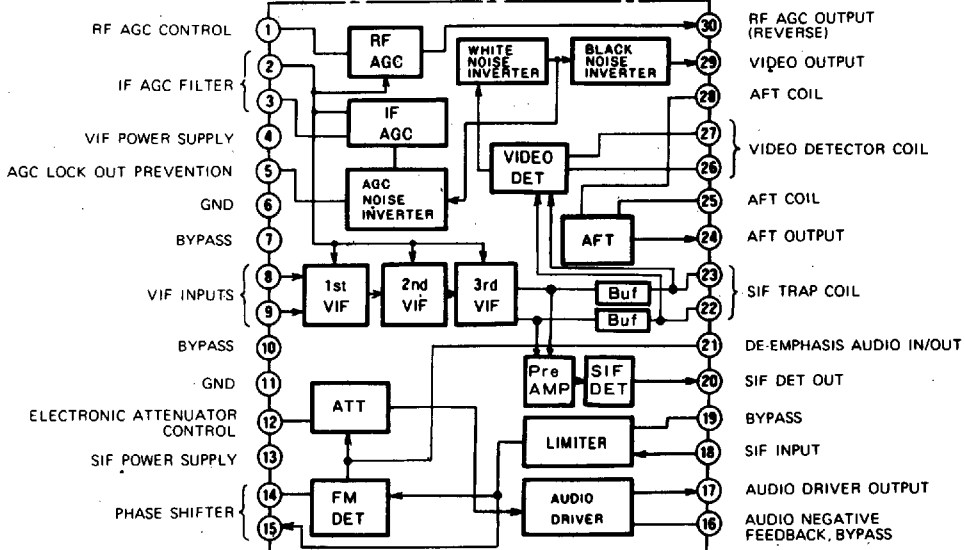 RF AGC CONTROL
IF AGC FILTER
VIF POWER SUPPLY
AGC LOCK OUT PREVENTION
GND
BYPASS
VIF INPUTS
BYPASS
GND
ELECTRONIC ATTENUATOR
CONTROL
SIF POWER SUPPLY
PHASE SHIFTER
1
2
3
4
5
6
7
8
9
10
11
12
13
14
15
RF
AGC
IF
AGC
AGC
NOISE
INVERTER
WHITE
NOISE
INVERTER
BLACK
NOISE
INVERTER
VIDEO
DET
AFT
1st
VIF
2nd
VIF
3rd
VIF
Buf
Buf
Pre
AMP
SIF
DET
ATT
LIMITER
FM
DET
AUDIO
DRIVER
30
29
28
27
26
25
24
23
22
21
20
19
18
17
16
RF AGC OUTPUT
(REVERSE)
VIDEO OUTPUT
AFT COIL
VIDEO DETECTOR COIL
AFT COIL
AFT OUTPUT
SIF TRAP COIL
DE-EMPHASIS AUDIO IN/OUT
SIF DET OUT
BYPASS
SIF INPUT
AUDIO DRIVER OUTPUT
AUDIO NEGATIVE
FEEDBACK, BYPASS